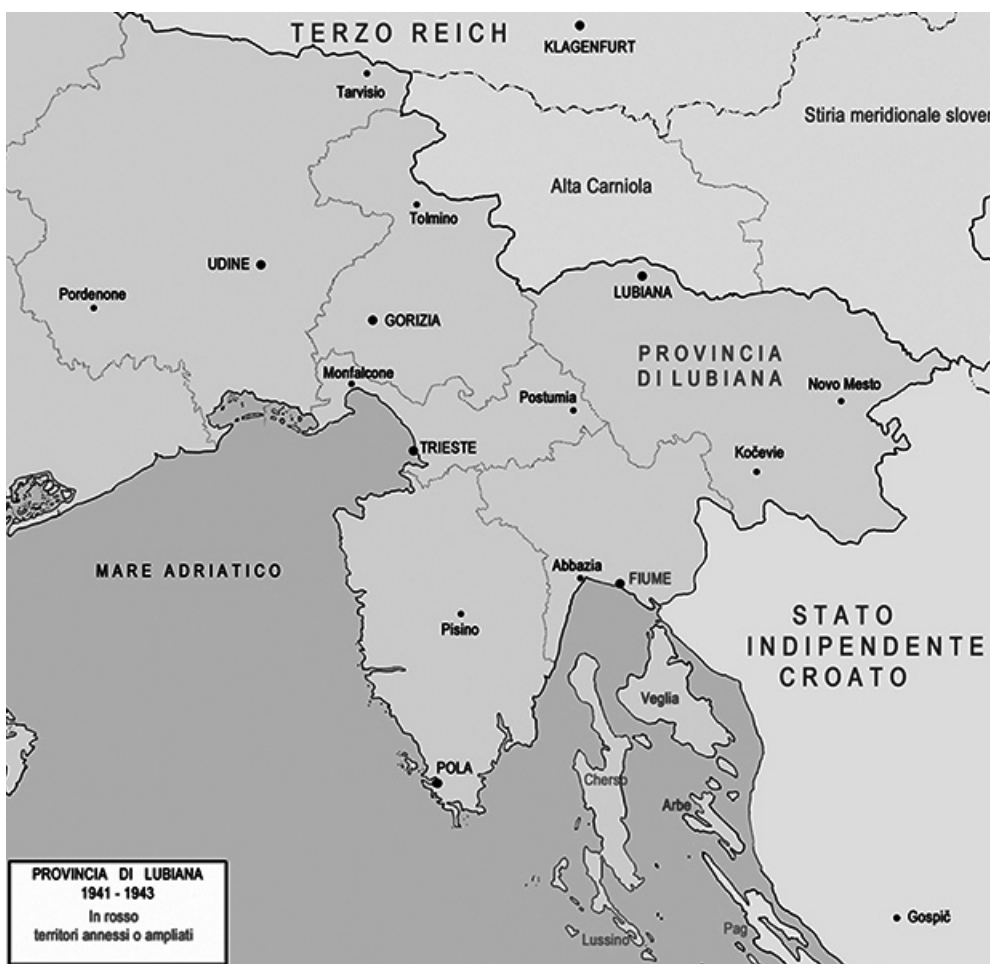 TERZO REICH
KLAGENFURT
Tarvisio
Stiria meridionale slover
Alta Carniola
Tolmino
UDINE
LUBIANA
Pordenone
GORIZIA
PROVINCIA
DI LUBIANA
Monfalcone
Novo Mesto
Postumia
TRIESTE
Kočevie
MARE ADRIATICO
Abbazia
FIUME
Pisino
STATO
INDIPENDENTE
CROATO
Veglia
POLA
Cherso
Arbe
PROVINCIA DI LUBIANA
1941 - 1943
In rosso
territori annessi o ampliati
Lussino
Pag
Gospič